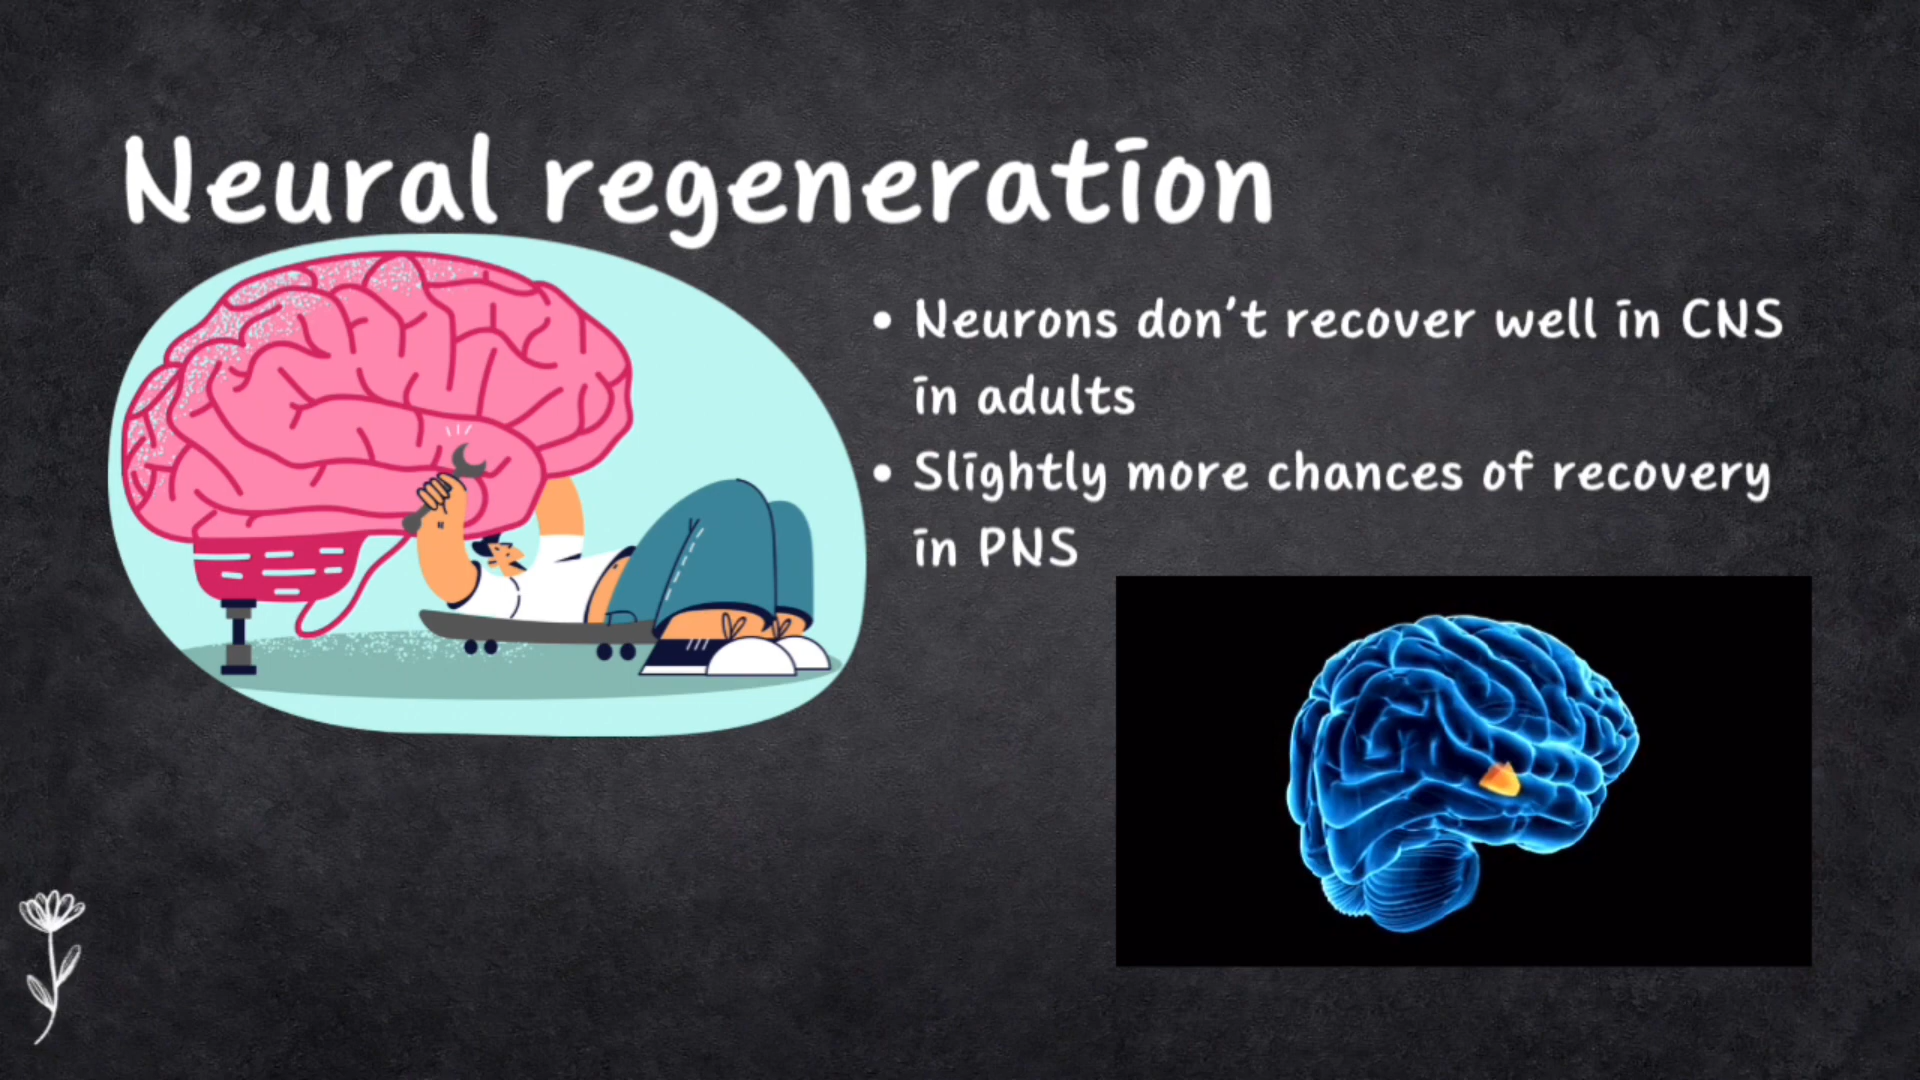 Neural regeneration
• Neurons don't recover well in CNS
in adults
• Slightly more chances of recovery
in PNS